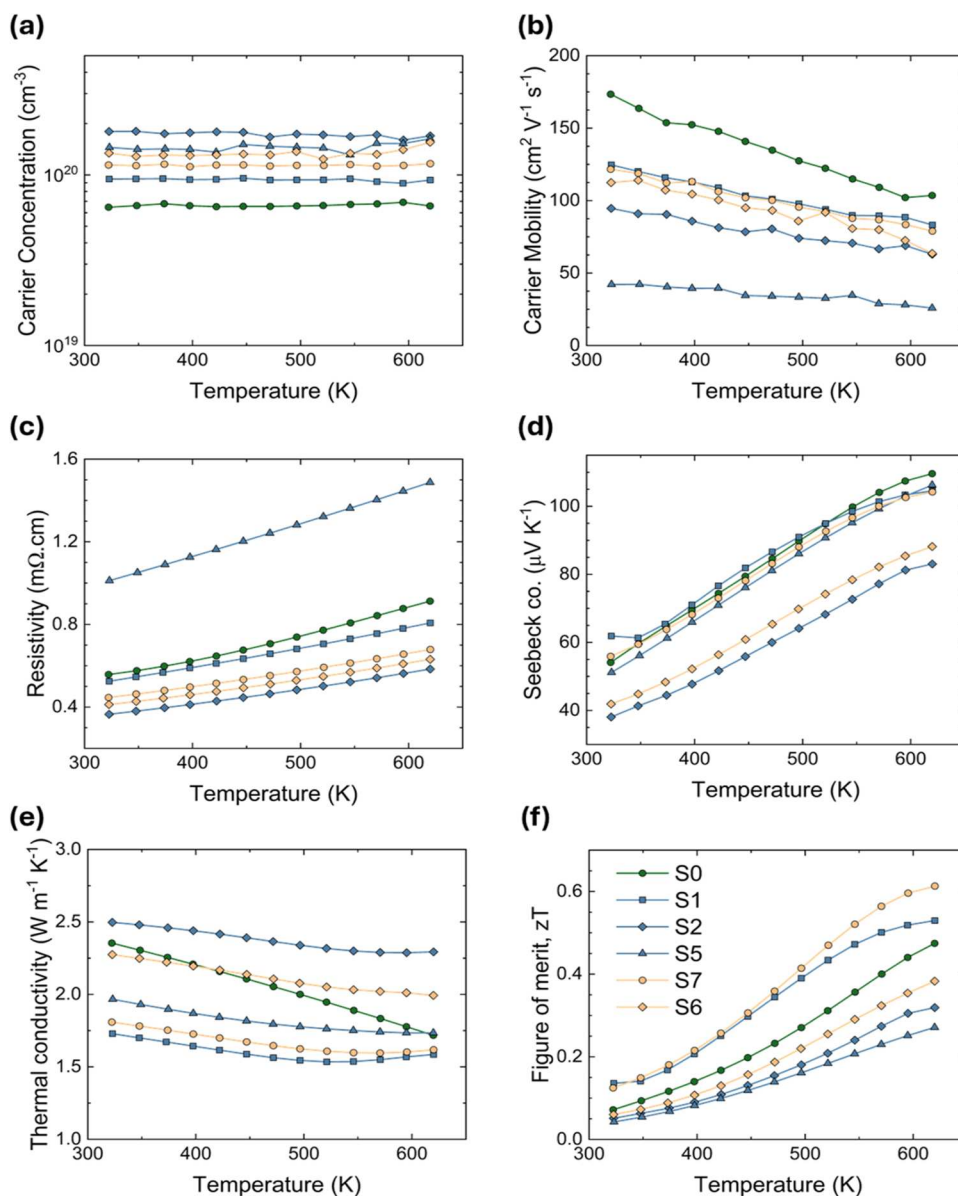 (a)
Carrier Concentration (cm⁻³)
10²⁰
10¹⁹
300 400 500 600
Temperature (K)
(b)
Carrier Mobility (cm² V⁻¹ s⁻¹)
200
150
100
50
0
300 400 500 600
Temperature (K)
(c)
Resistivity (mΩ.cm)
1.6
1.2
0.8
0.4
300 400 500 600
Temperature (K)
(d)
Seebeck co. (μV K⁻¹)
100
80
60
40
300 400 500 600
Temperature (K)
(e)
Thermal conductivity (W m⁻¹ K⁻¹)
3.0
2.5
2.0
1.5
1.0
300 400 500 600
Temperature (K)
(f)
Figure of merit, zT
0.6
0.4
0.2
0.0
300 400 500 600
Temperature (K)
S0
S1
S2
S5
S7
S6